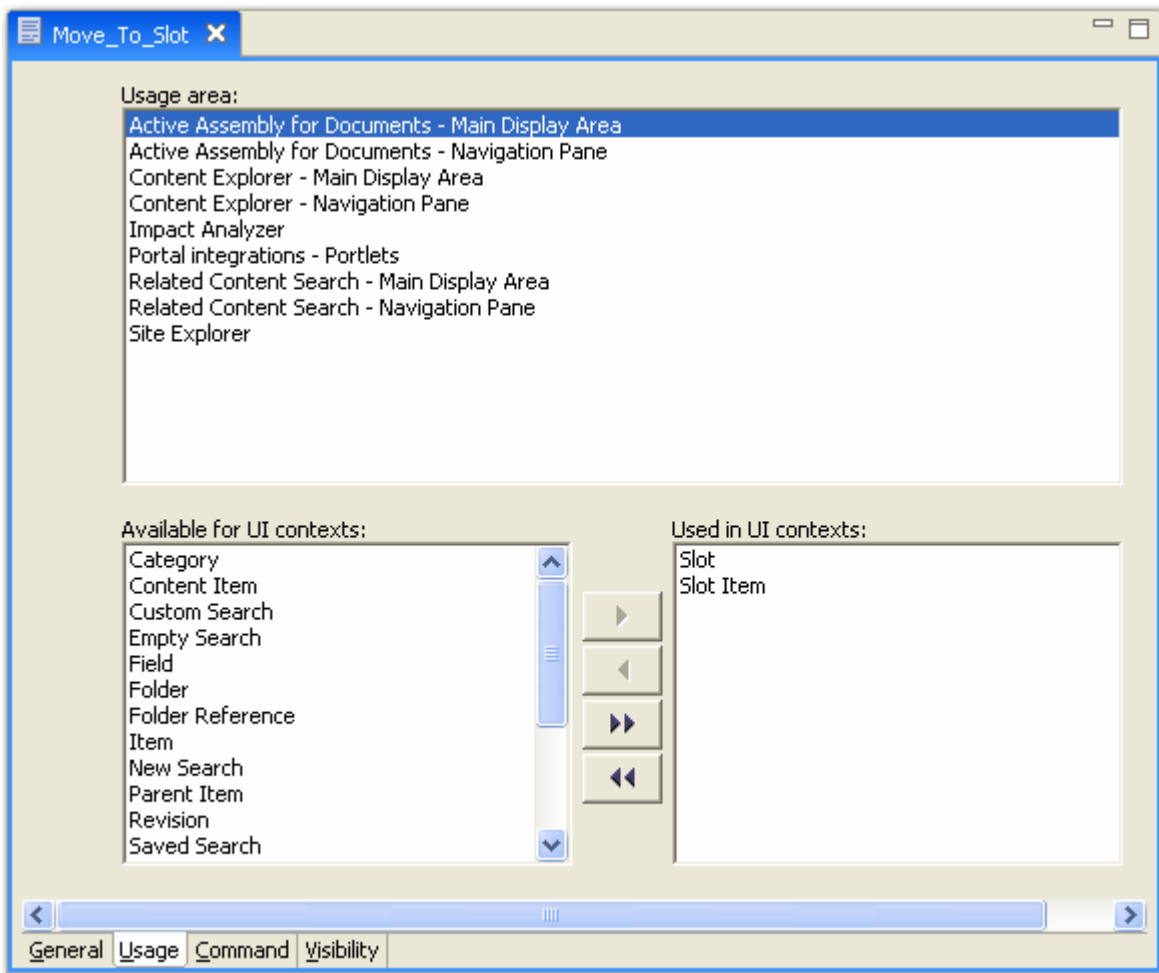 Move_To_Slot
Usage area:
Active Assembly for Documents - Main Display Area
Active Assembly for Documents - Navigation Pane
Content Explorer - Main Display Area
Content Explorer - Navigation Pane
Impact Analyzer
Portal integrations - Portlets
Related Content Search - Main Display Area
Related Content Search - Navigation Pane
Site Explorer
Available for UI contexts:
Category
Content Item
Custom Search
Empty Search
Field
Folder
Folder Reference
Item
New Search
Parent Item
Revision
Saved Search
Used in UI contexts:
Slot
Slot Item
General Usage Command Visibility